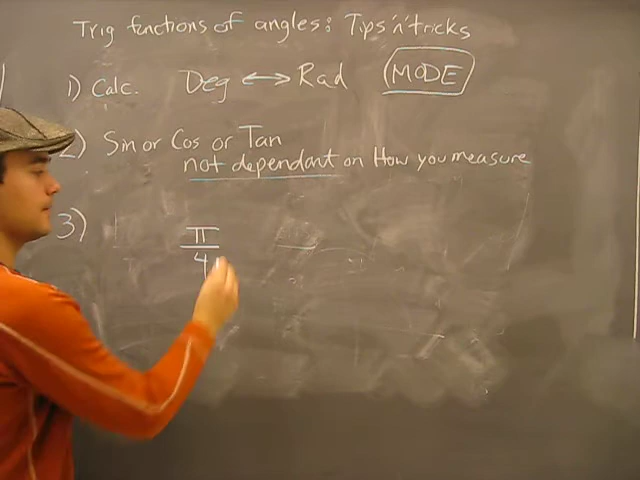 Trig functions of angles: Tips'n'tricks
1) Calc. Deg ↔ Rad (MODE)
2) Sin or Cos or Tan
not dependant on How you measure
3) π
4